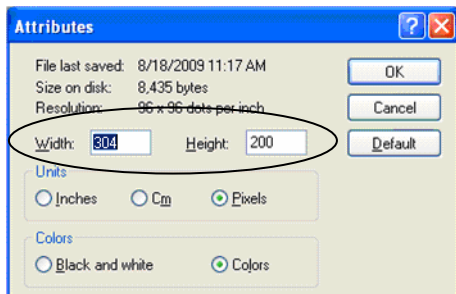 Attributes
File last saved: 8/18/2009 11:17 AM
Size on disk: 8,435 bytes
Resolution: 96 x 96 dots per inch
Width: 304 Height: 200
Units
Inches Cm Pixels
Colors
Black and white Colors
OK
Cancel
Default